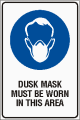 DUSK MASK
MUST BE WORN
IN THIS AREA